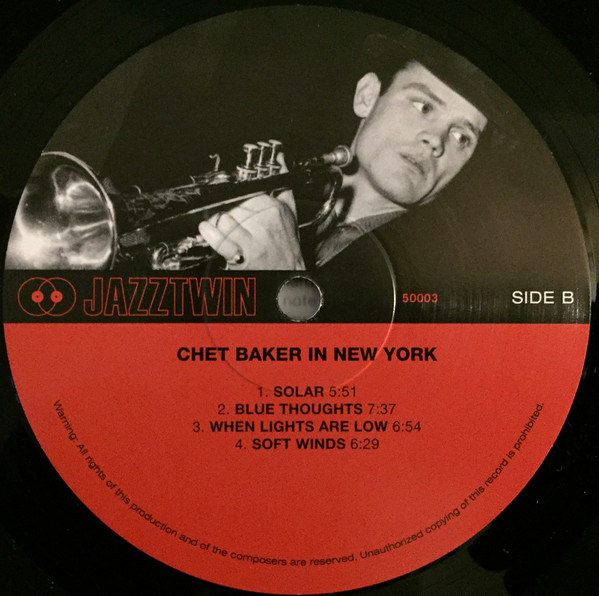 JAZZTWIN
50003
SIDE B
CHET BAKER IN NEW YORK
1. SOLAR 5:51
2. BLUE THOUGHTS 7:37
3. WHEN LIGHTS ARE LOW 6:54
4. SOFT WINDS 6:29
Warning: All rights of this production and of the composers are reserved. Unauthorized copying of this record is prohibited.